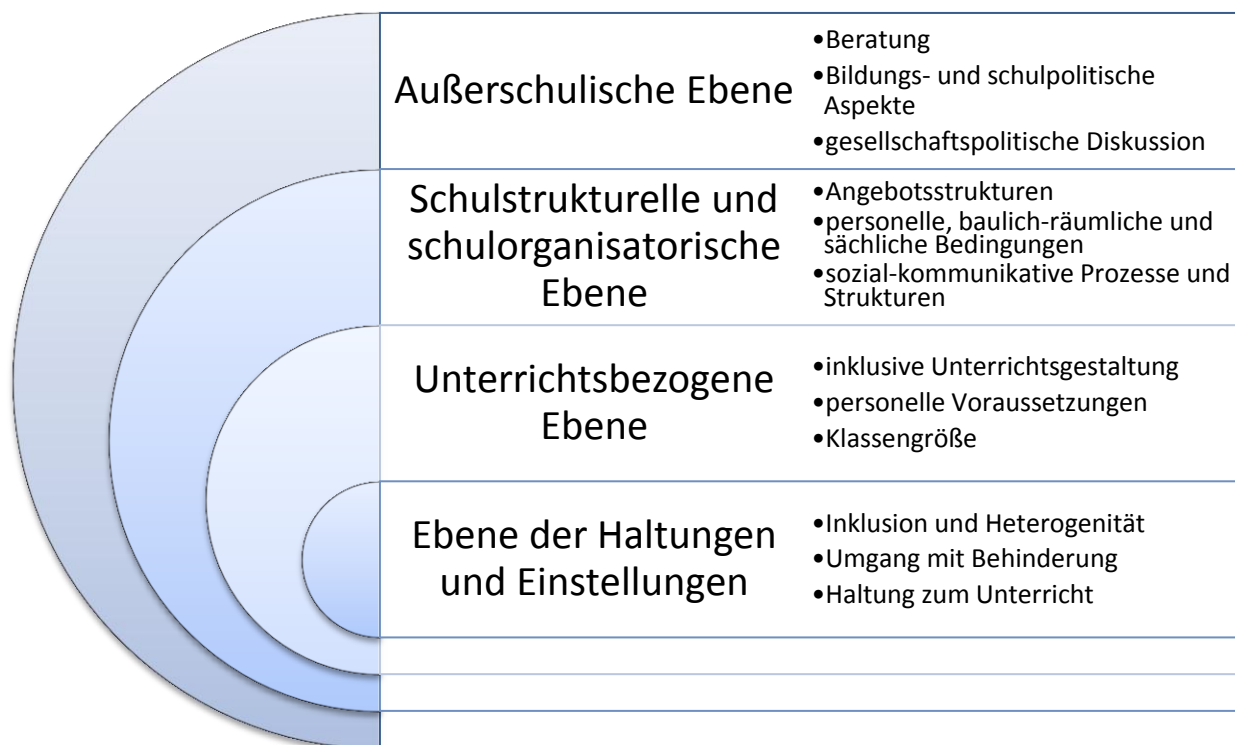 Außerschulische Ebene
•Beratung
•Bildungs- und schulpolitische
Aspekte
•gesellschaftspolitische Diskussion
Schulstrukturelle und
schulorganisatorische
Ebene
•Angebotsstrukturen
•personelle, baulich-räumliche und
sächliche Bedingungen
•sozial-kommunikative Prozesse und
Strukturen
Unterrichtsbezogene
Ebene
•inklusive Unterrichtsgestaltung
•personelle Voraussetzungen
•Klassengröße
Ebene der Haltungen
und Einstellungen
•Inklusion und Heterogenität
•Umgang mit Behinderung
•Haltung zum Unterricht